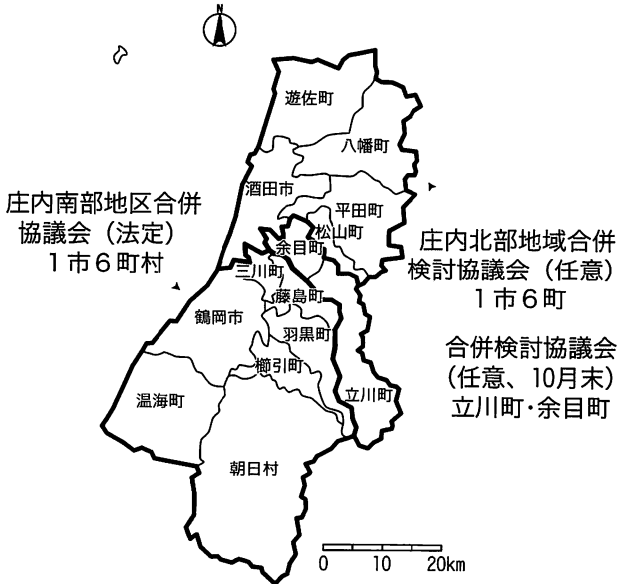 遊佐町
八幡町
酒田市
平田町
松山町
余目町
三川町
藤島町
鶴岡市
羽黒町
櫛引町
温海町
立川町
朝日村
庄内南部地区合併
協議会（法定）
１市６町村
庄内北部地域合併
検討協議会（任意）
１市６町
合併検討協議会
（任意、10月末）
立川町・余目町
0 10 20km